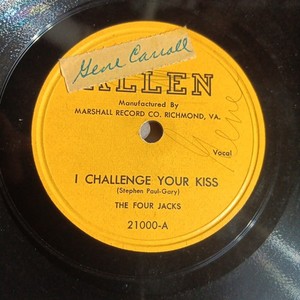 Gene Carroll
ALLEN
Manufactured By
MARSHALL RECORD CO. RICHMOND, VA.
Gene
Vocal
I CHALLENGE YOUR KISS
(Stephen Paul-Gary)
THE FOUR JACKS
21000-A